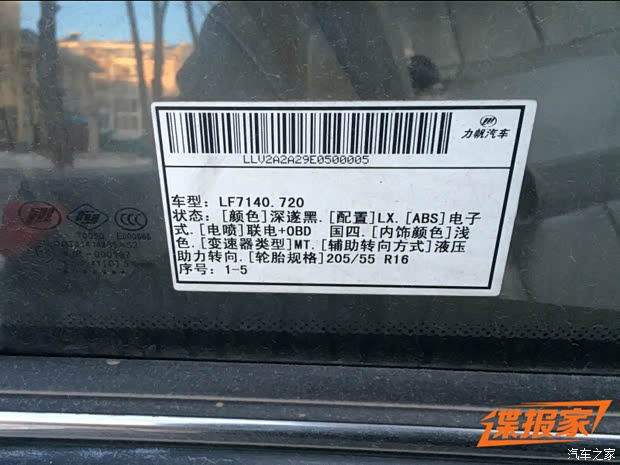 力帆汽车
LLV2A2A29E0500005
车型: LF7140.720
状态: [颜色]深邃黑. [配置]LX. [ABS]电子
式. [电喷]联电+OBD 国四. [内饰颜色]浅
色. [变速器类型]MT. [辅助转向方式]液压
助力转向. [轮胎规格]205/55 R16
序号: 1-5
谍报家
汽车之家